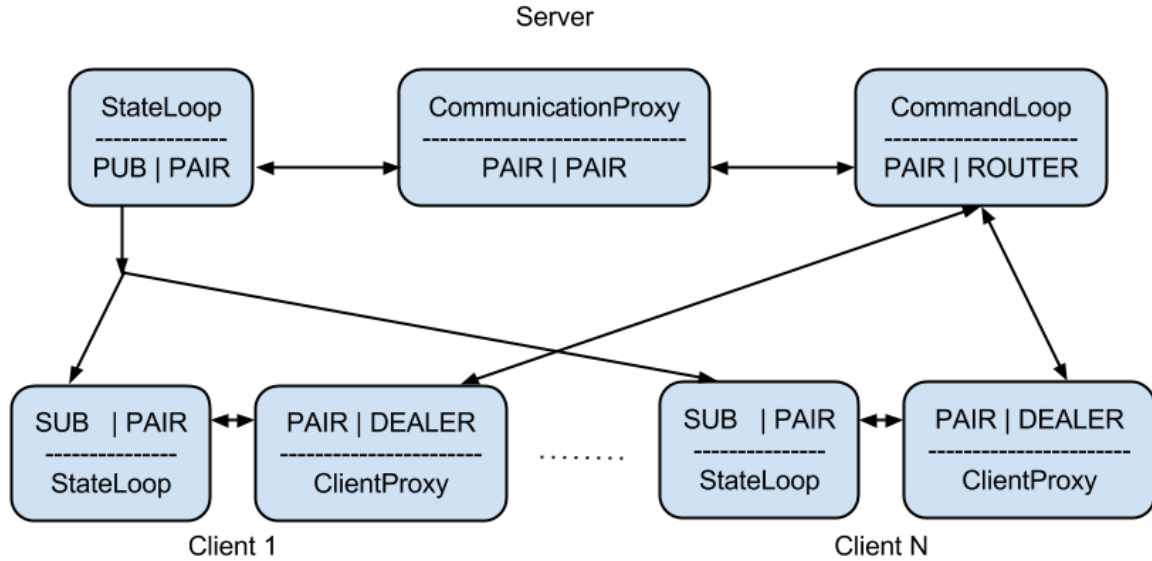 Server
StateLoop
---------------
PUB | PAIR
CommunicationProxy
------------------------------
PAIR | PAIR
CommandLoop
----------------------
PAIR | ROUTER
SUB | PAIR
---------------
StateLoop
PAIR | DEALER
-----------------------
ClientProxy
........
SUB | PAIR
---------------
StateLoop
PAIR | DEALER
-----------------------
ClientProxy
Client 1
Client N